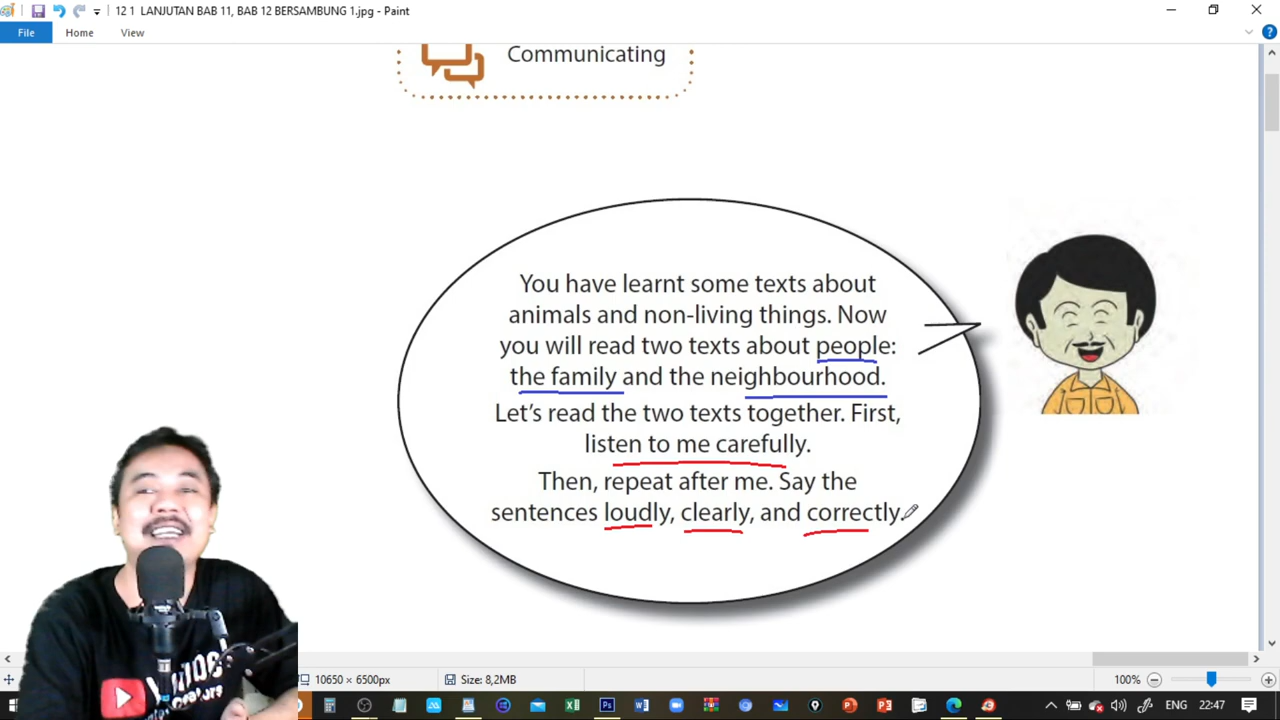 12 1 LANJUTAN BAB 11, BAB 12 BERSAMBUNG 1.jpg - Paint
File Home View
Communicating
You have learnt some texts about
animals and non-living things. Now
you will read two texts about people:
the family and the neighbourhood.
Let's read the two texts together. First,
listen to me carefully.
Then, repeat after me. Say the
sentences loudly, clearly, and correctly.
10650 × 6500px
Size: 8,2MB
100%
ENG
22:47